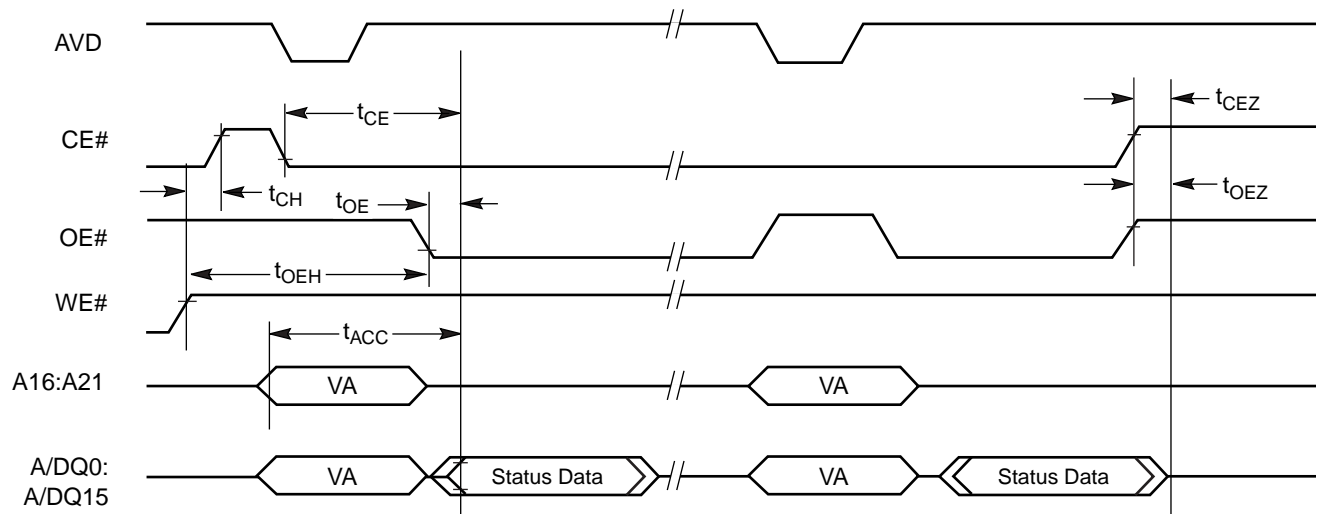 AVD
tCEZ
tCE
CE#
tCH
tOE
tOEZ
OE#
tOEH
WE#
tACC
A16:A21
VA
VA
A/DQ0:
A/DQ15
VA
Status Data
VA
Status Data